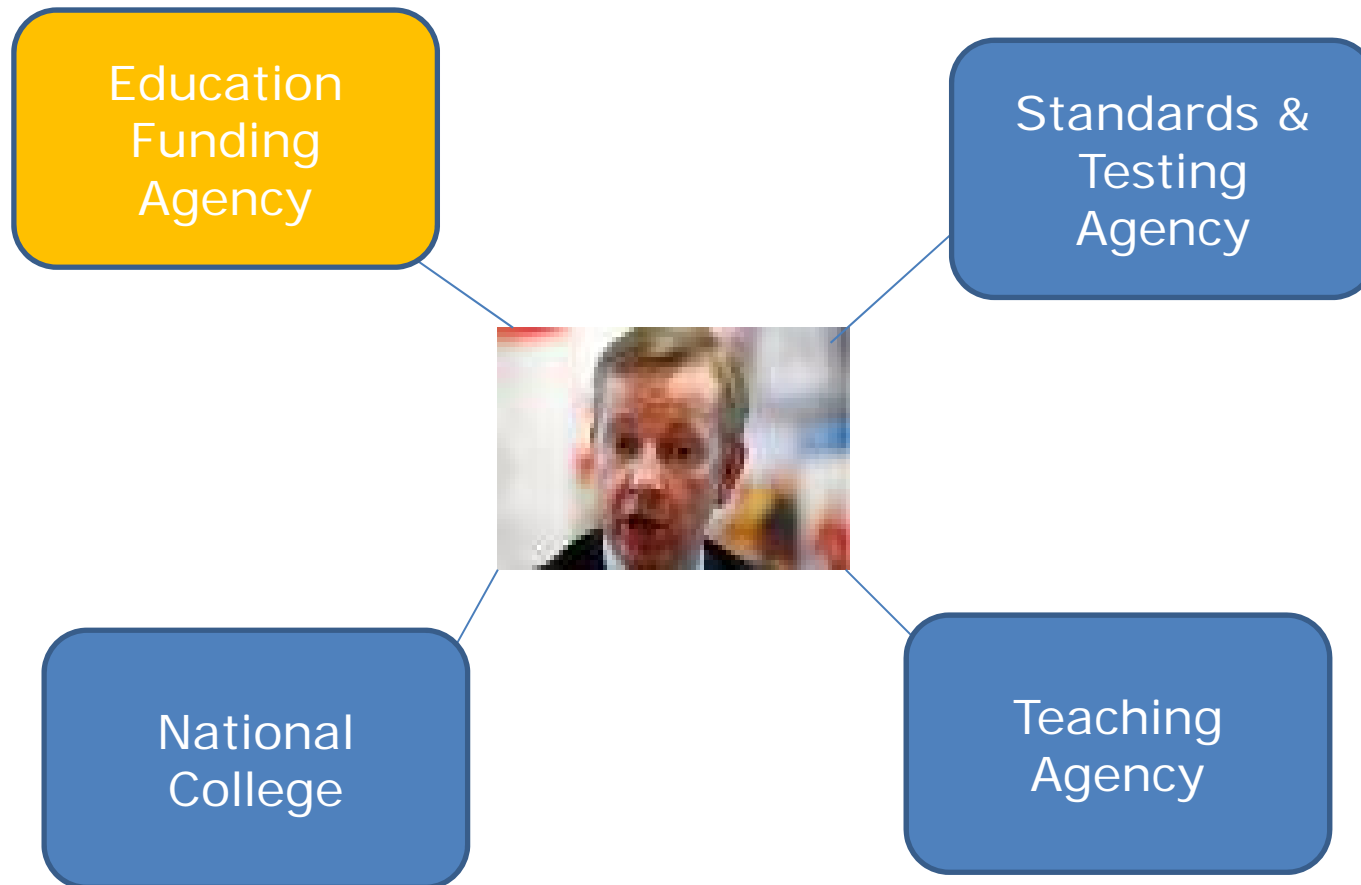 Education
Funding
Agency
Standards &
Testing
Agency
National
College
Teaching
Agency